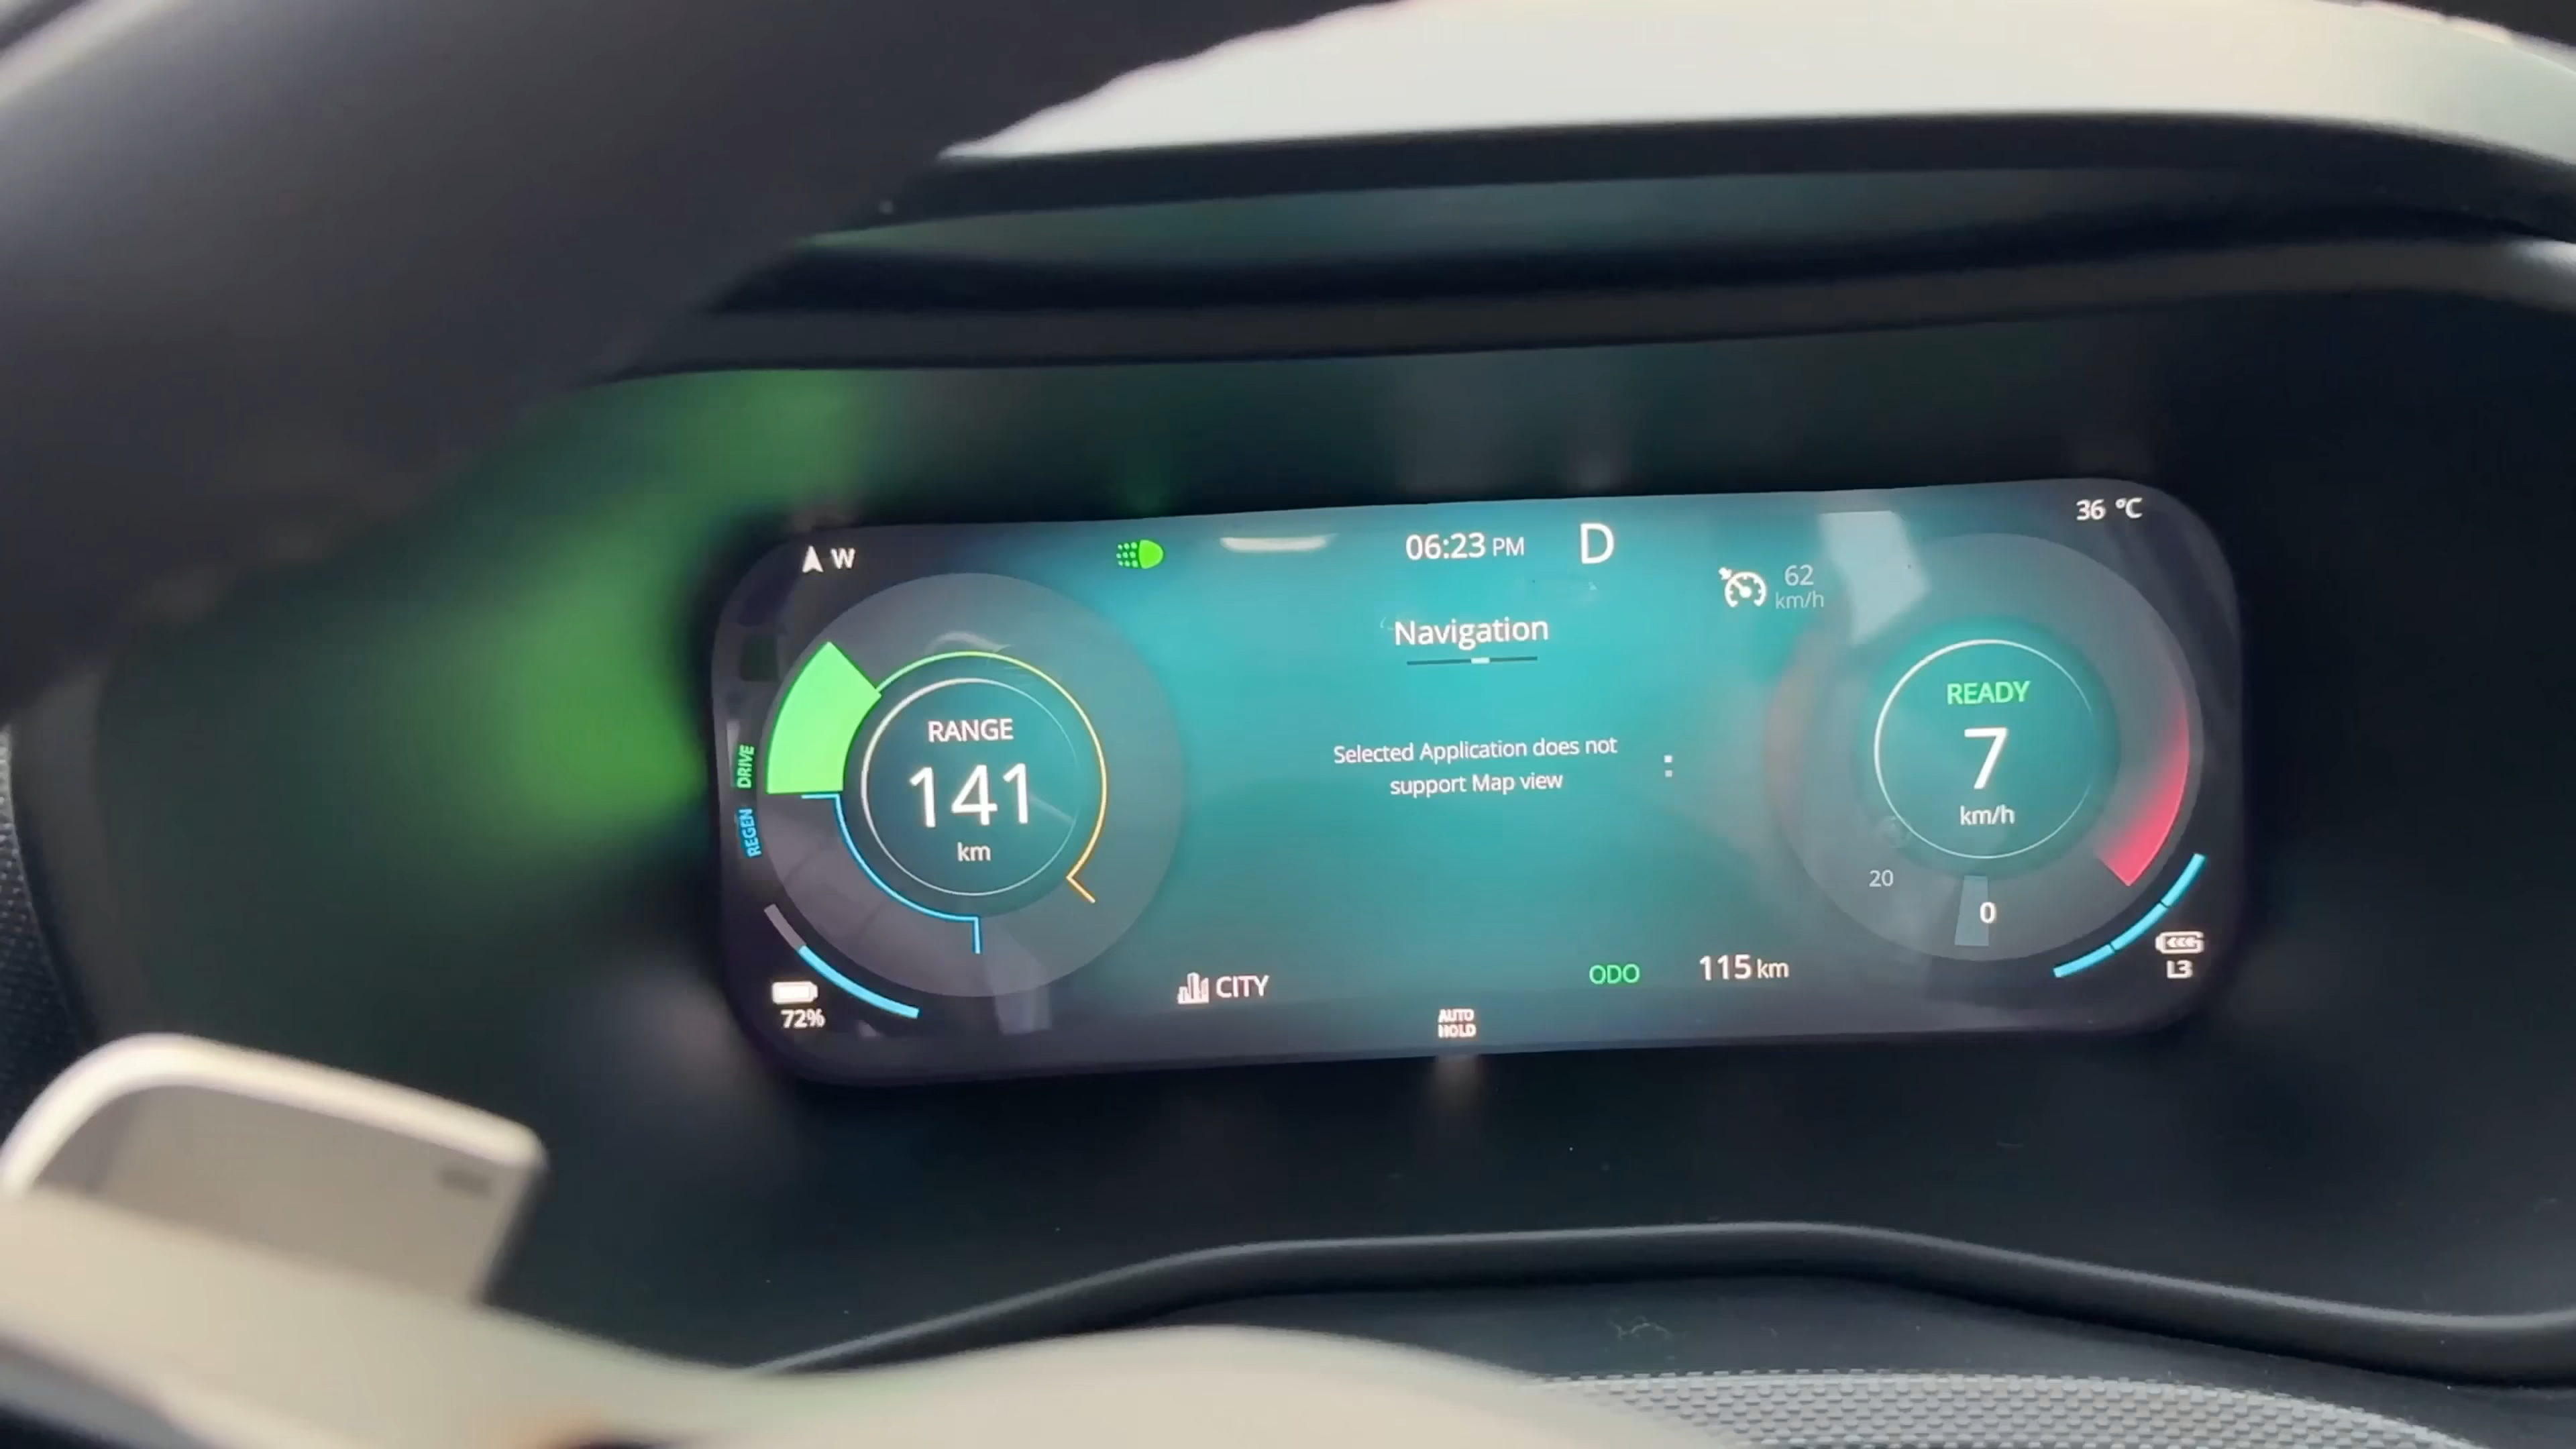 W
06:23 PM
D
36 °C
62
km/h
Navigation
RANGE
141
km
DRIVE
REGEN
Selected Application does not
support Map view
READY
7
km/h
20
0
72%
CITY
ODO 115 km
AUTO
HOLD
L3